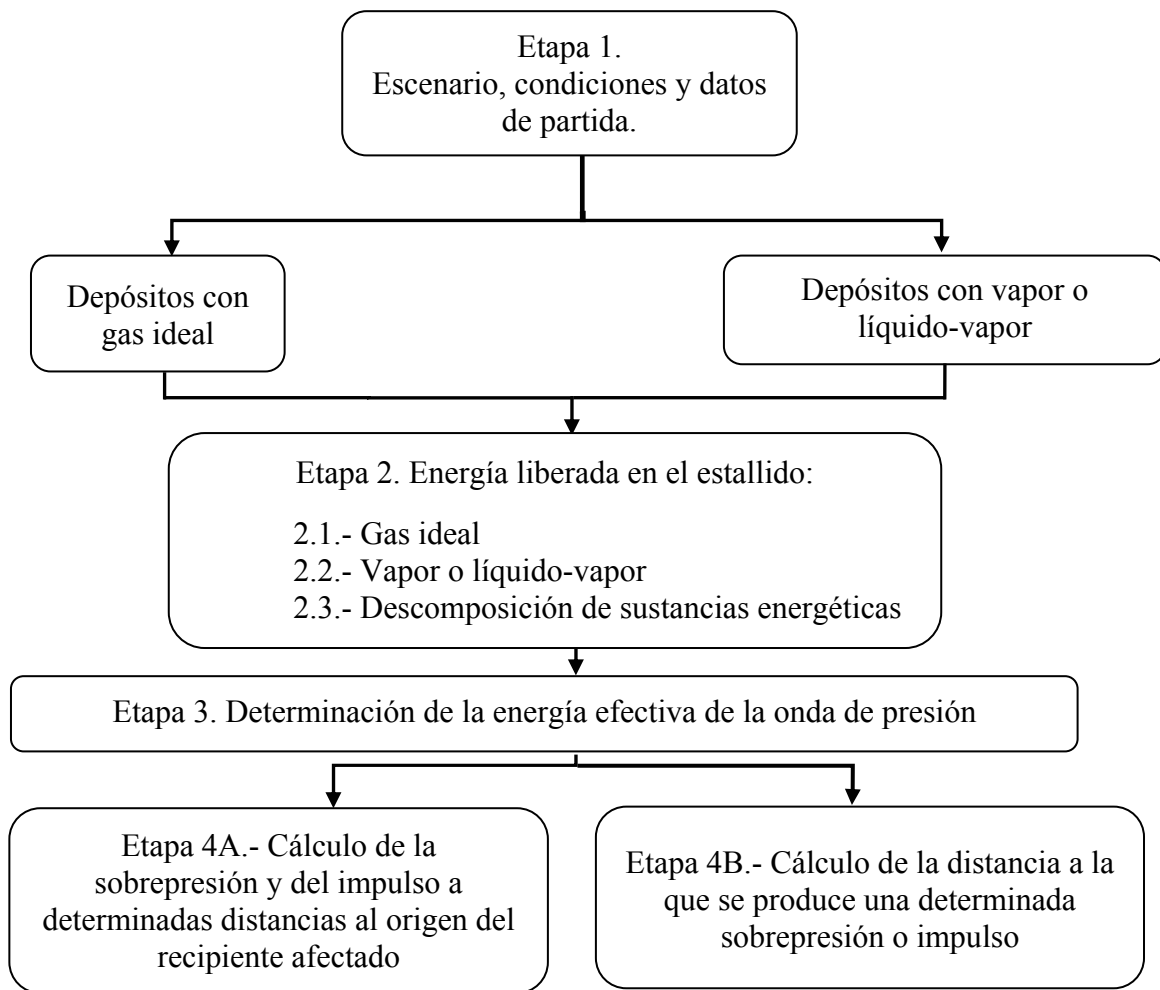 Etapa 1.
Escenario, condiciones y datos
de partida.
Depósitos con
gas ideal
Depósitos con vapor o
líquido-vapor
Etapa 2. Energía liberada en el estallido:
2.1.- Gas ideal
2.2.- Vapor o líquido-vapor
2.3.- Descomposición de sustancias energéticas
Etapa 3. Determinación de la energía efectiva de la onda de presión
Etapa 4A.- Cálculo de la
sobrepresión y del impulso a
determinadas distancias al origen del
recipiente afectado
Etapa 4B.- Cálculo de la distancia a la
que se produce una determinada
sobrepresión o impulso